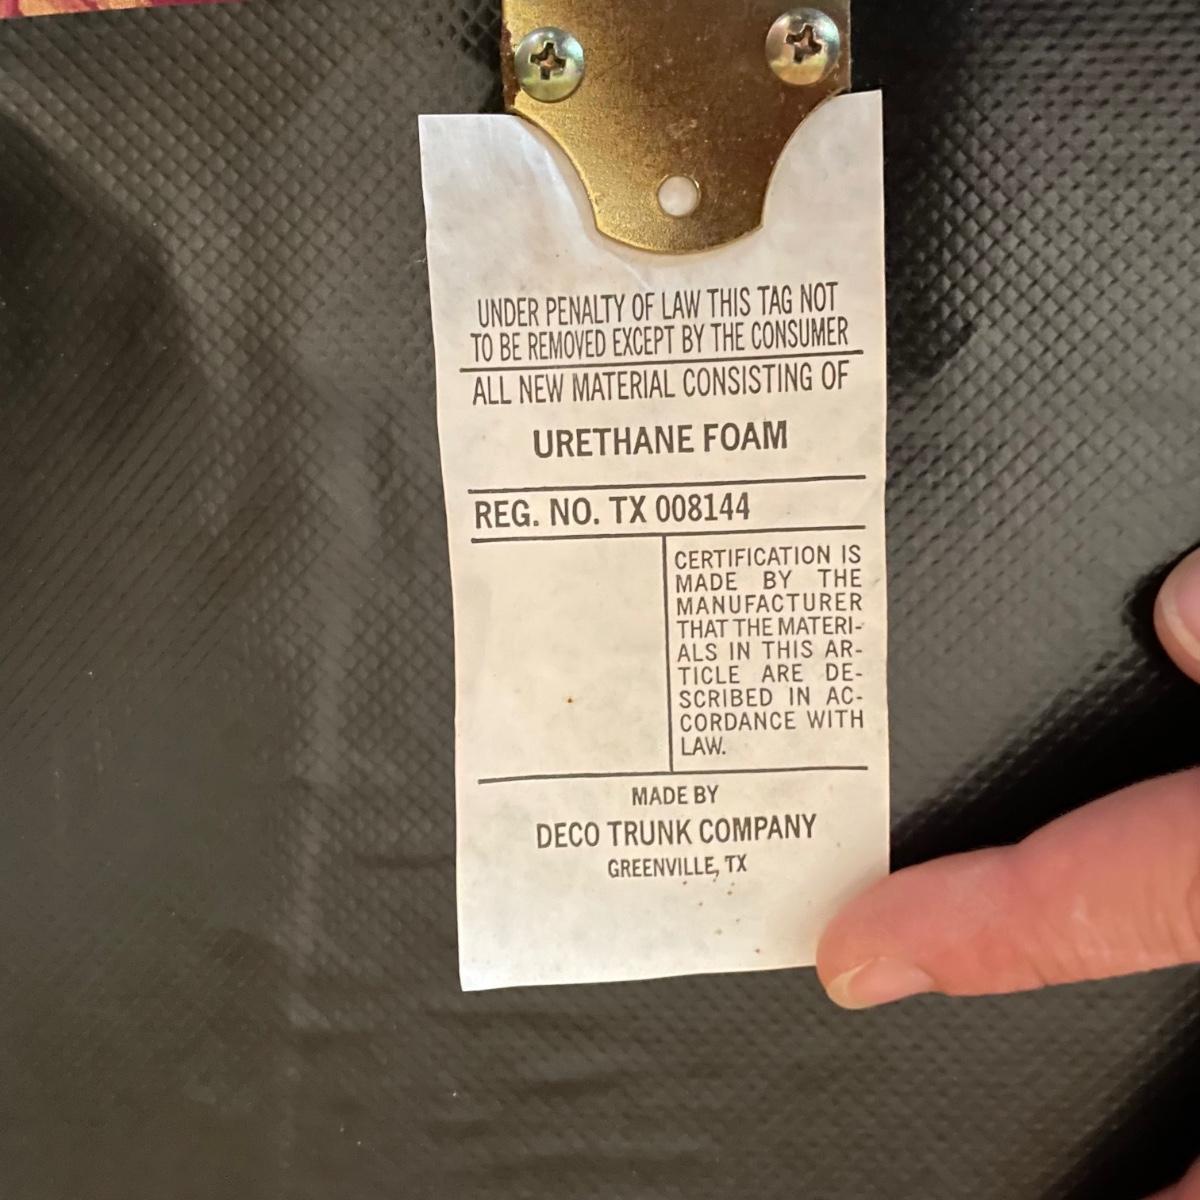 UNDER PENALTY OF LAW THIS TAG NOT
TO BE REMOVED EXCEPT BY THE CONSUMER
ALL NEW MATERIAL CONSISTING OF
URETHANE FOAM
REG. NO. TX 008144
CERTIFICATION IS
MADE BY THE
MANUFACTURER
THAT THE MATERI-
ALS IN THIS AR-
TICLE ARE DE-
SCRIBED IN AC-
CORDANCE WITH
LAW.
MADE BY
DECO TRUNK COMPANY
GREENVILLE, TX